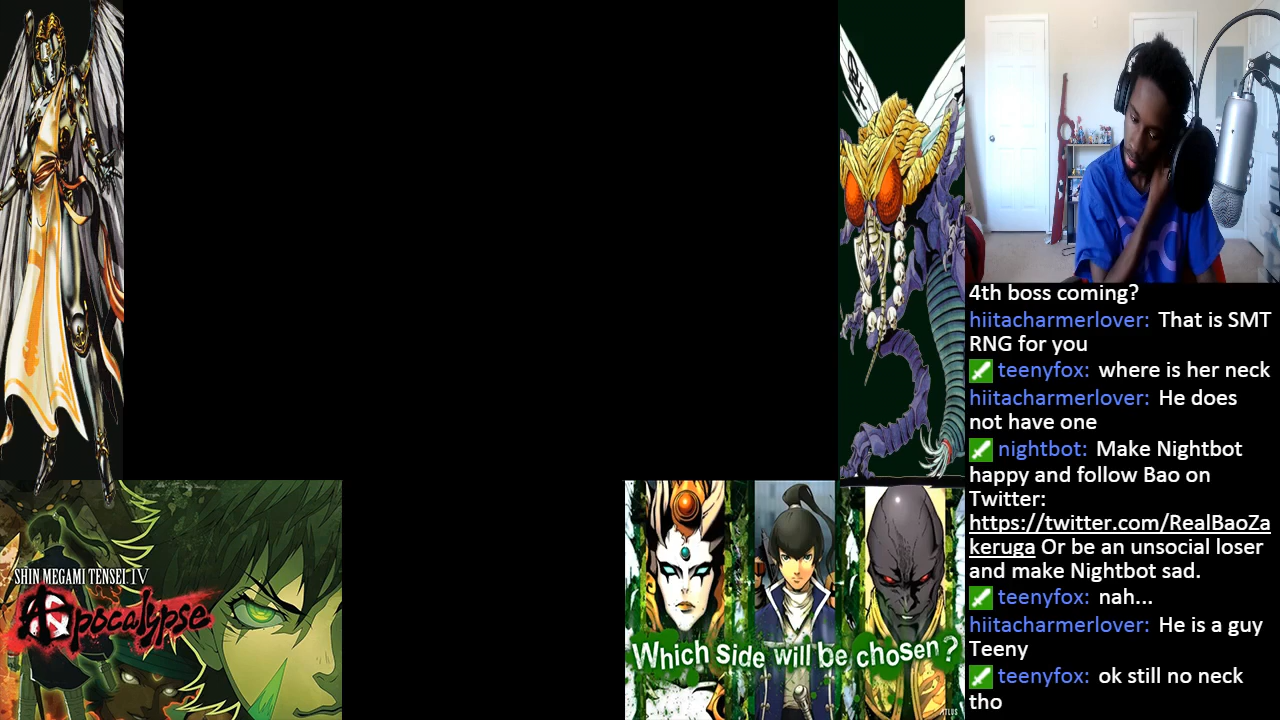 4th boss coming?
hiitacharmerlover: That is SMT
RNG for you
teenyfox: where is her neck
hiitacharmerlover: He does
not have one
nightbot: Make Nightbot
happy and follow Bao on
Twitter:
https://twitter.com/RealBaoZa
keruga Or be an unsocial loser
and make Nightbot sad.
teenyfox: nah...
hiitacharmerlover: He is a guy
Teeny
teenyfox: ok still no neck
tho
SHIN MEGAMI TENSEI IV
Apocalypse
Which side will be chosen?
ATLUS